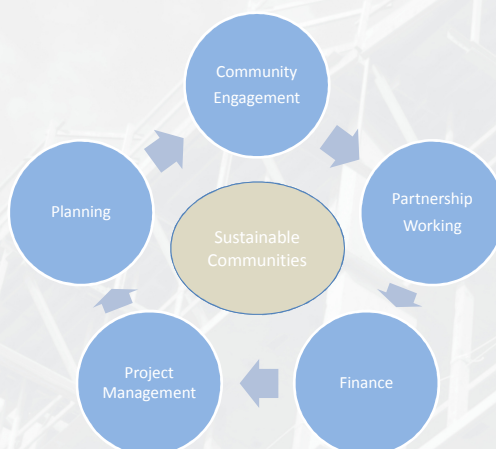 Community
Engagement
Partnership
Working
Planning
Sustainable
Communities
Project
Management
Finance